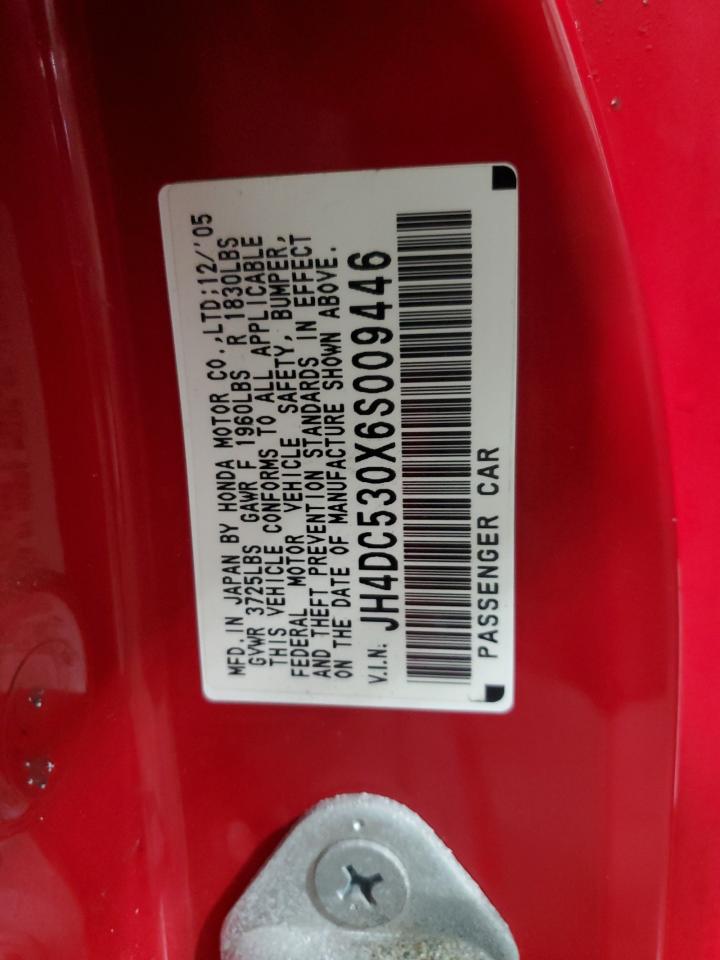 MFD.IN JAPAN BY HONDA MOTOR CO.,LTD;12/'05
GVWR 3725LBS GAWR F 1960LBS R 1830LBS
THIS VEHICLE CONFORMS TO ALL APPLICABLE
FEDERAL MOTOR VEHICLE SAFETY, BUMPER,
AND THEFT PREVENTION STANDARDS IN EFFECT
ON THE DATE OF MANUFACTURE SHOWN ABOVE.
V.I.N: JH4DC530X6S009446
PASSENGER CAR